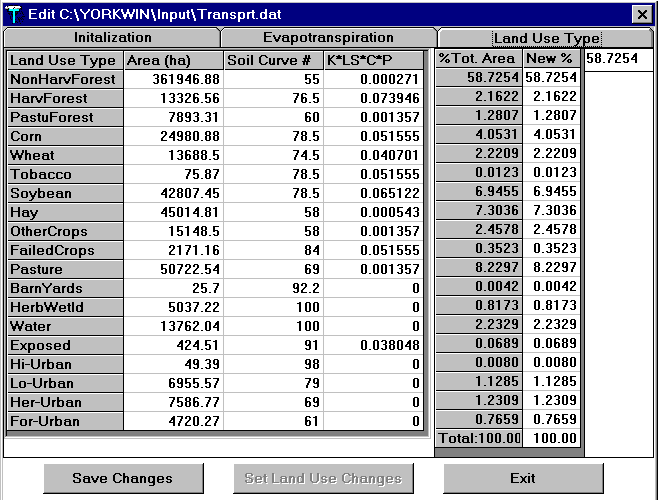 Edit C:\YORKWIN\Input\Transprt.dat
Initalization Evapotranspiration Land Use Type
Land Use Type Area (ha) Soil Curve # K*LS*C*P %Tot. Area New % 58.7254
NonHarvForest 361946.88 55 0.000271 58.7254 58.7254
HarvForest 13326.56 76.5 0.073946 2.1622 2.1622
PastuForest 7893.31 60 0.001357 1.2807 1.2807
Corn 24980.88 78.5 0.051555 4.0531 4.0531
Wheat 13688.5 74.5 0.040701 2.2209 2.2209
Tobacco 75.87 78.5 0.051555 0.0123 0.0123
Soybean 42807.45 78.5 0.065122 6.9455 6.9455
Hay 45014.81 58 0.000543 7.3036 7.3036
OtherCrops 15148.5 58 0.001357 2.4578 2.4578
FailedCrops 2171.16 84 0.051555 0.3523 0.3523
Pasture 50722.54 69 0.001357 8.2297 8.2297
BarnYards 25.7 92.2 0 0.0042 0.0042
HerbWetld 5037.22 100 0 0.8173 0.8173
Water 13762.04 100 0 2.2329 2.2329
Exposed 424.51 91 0.038048 0.0689 0.0689
Hi-Urban 49.39 98 0 0.0080 0.0080
Lo-Urban 6955.57 79 0 1.1285 1.1285
Her-Urban 7586.77 69 0 1.2309 1.2309
For-Urban 4720.27 61 0 0.7659 0.7659
Total:100.00 100.00
Save Changes Set Land Use Changes Exit